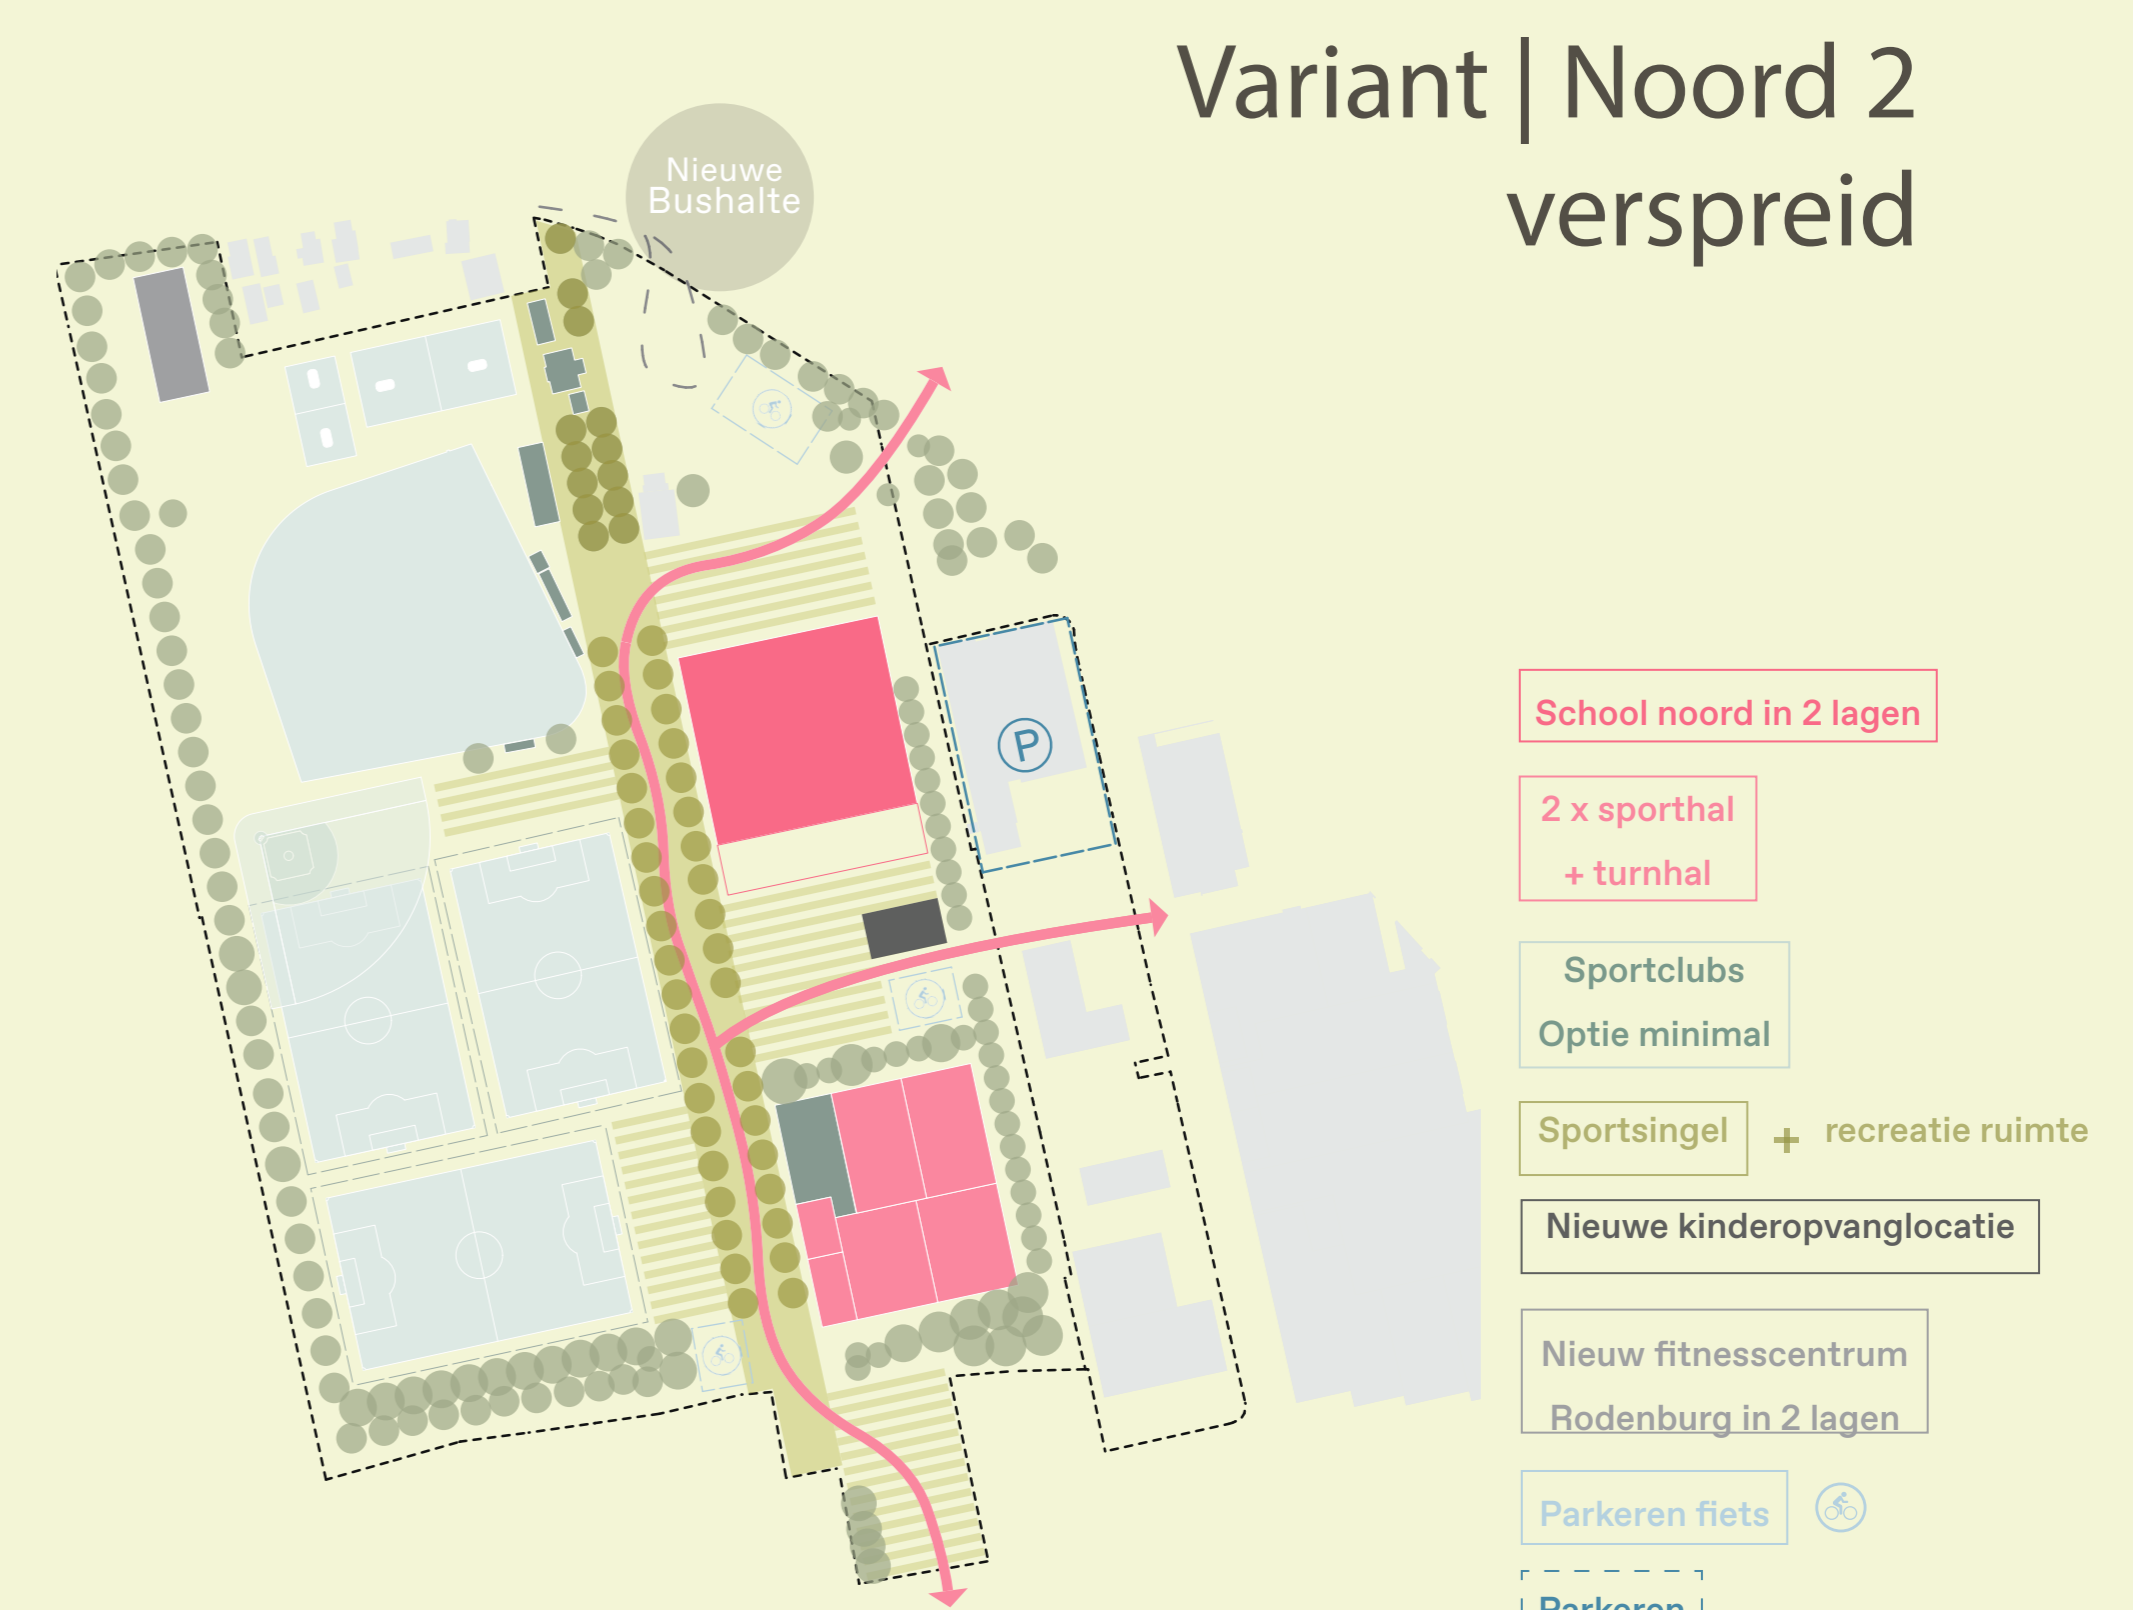 Variant | Noord 2
verspreid
Nieuwe
Bushalte
P
School noord in 2 lagen
2 x sporthal
+ turnhal
Sportclubs
Optie minimal
Sportsingel + recreatie ruimte
Nieuwe kinderopvanglocatie
Nieuw fitnesscentrum
Rodenburg in 2 lagen
Parkeren fiets
Parkeren